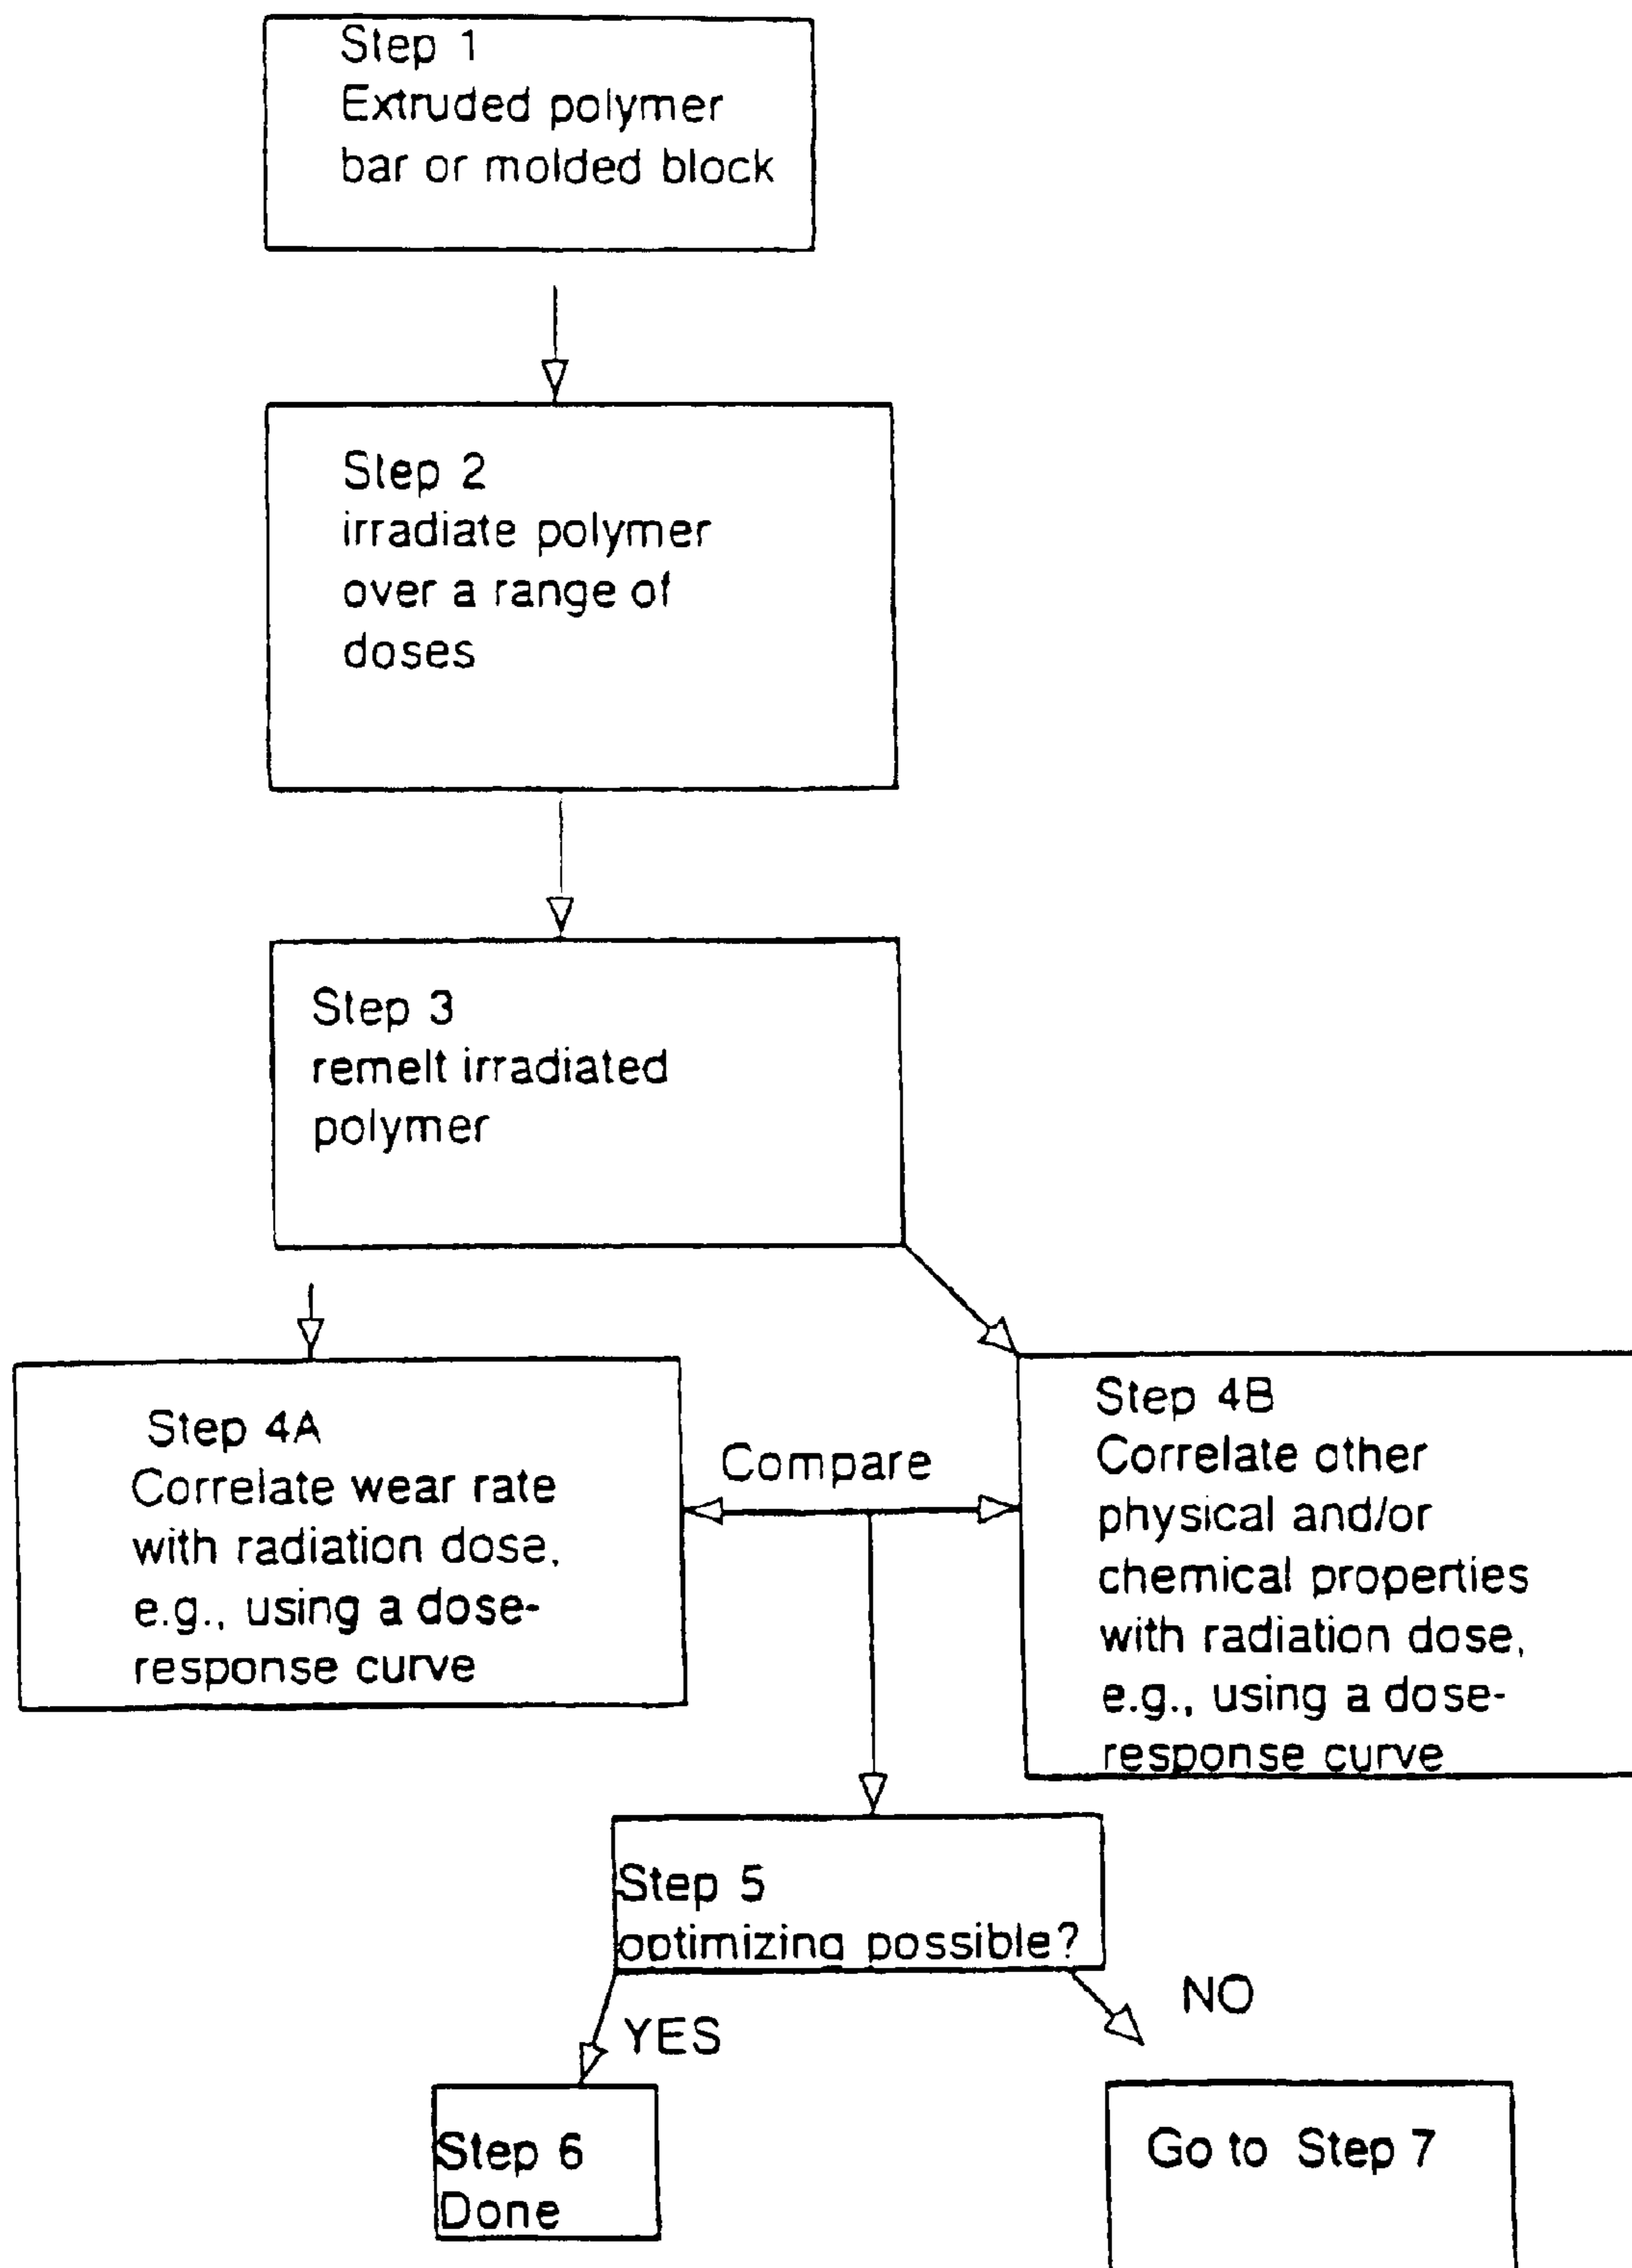 Step 1
Extruded polymer
bar or molded block
Step 2
irradiate polymer
over a range of
doses
Step 3
remelt irradiated
polymer
Step 4A
Correlate wear rate
with radiation dose,
e.g., using a dose-
response curve
Compare
Step 4B
Correlate other
physical and/or
chemical properties
with radiation dose,
e.g., using a dose-
response curve
Step 5
optimizing possible?
YES
NO
Step 6
Done
Go to Step 7